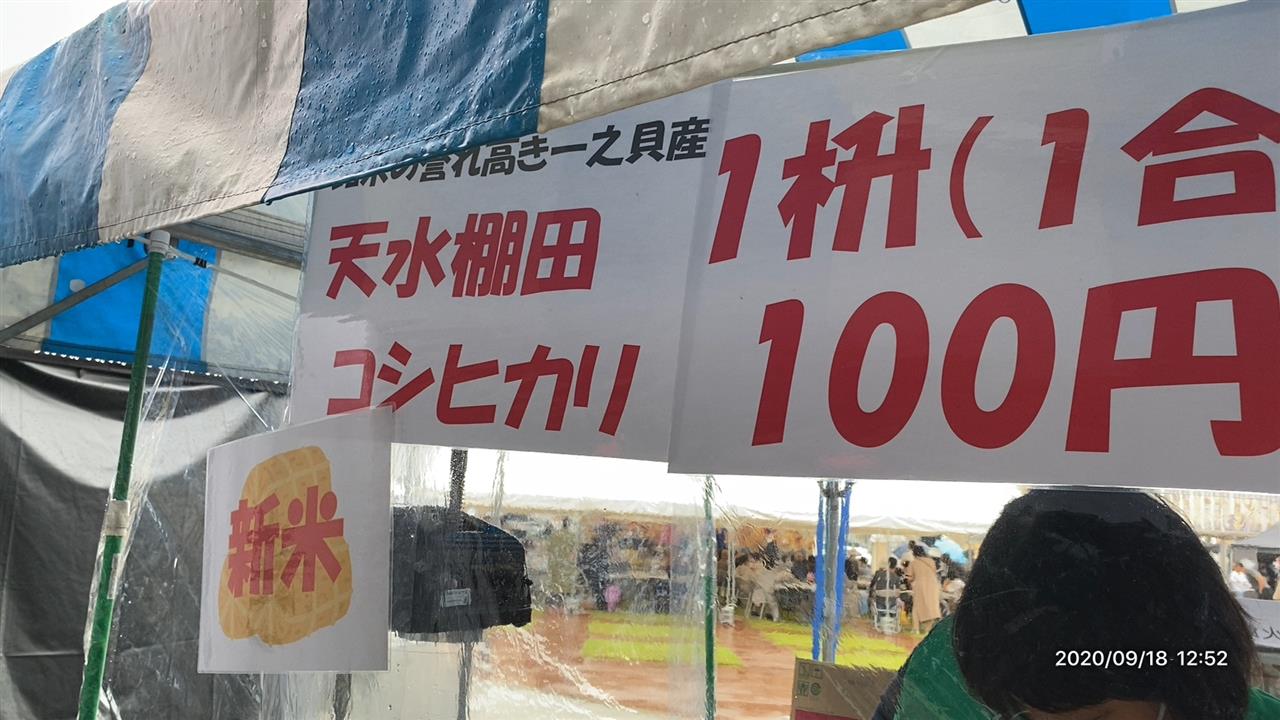 の誉れ高き一之貝産
天水棚田
コシヒカリ
1枡(1合
100円
新米
2020/09/18 12:52